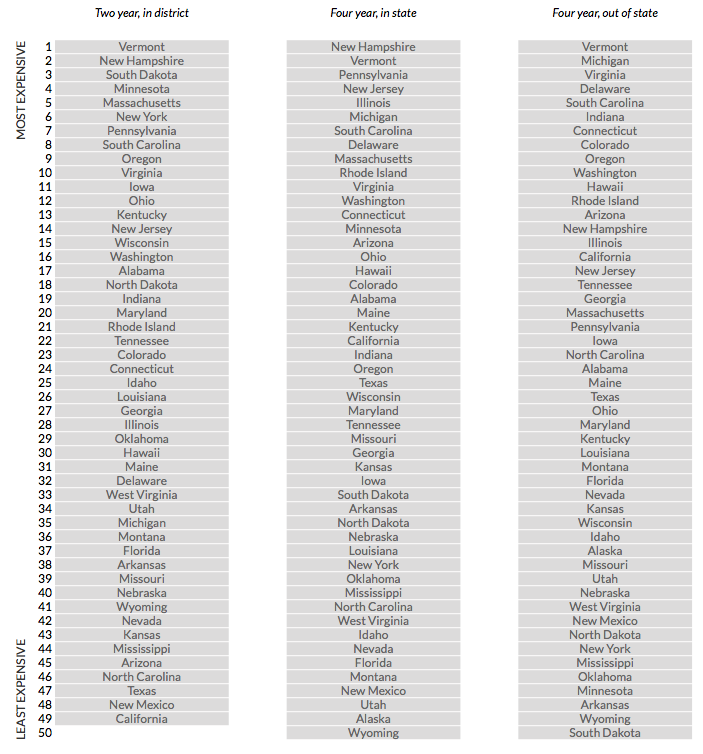 Two year, in district Four year, in state Four year, out of state
MOST EXPENSIVE
1 Vermont New Hampshire Vermont
2 New Hampshire Vermont Michigan
3 South Dakota Pennsylvania Virginia
4 Minnesota New Jersey Delaware
5 Massachusetts Illinois South Carolina
6 New York Michigan Indiana
7 Pennsylvania South Carolina Connecticut
8 South Carolina Delaware Colorado
9 Oregon Massachusetts Oregon
10 Virginia Rhode Island Washington
11 Iowa Virginia Hawaii
12 Ohio Washington Rhode Island
13 Kentucky Connecticut Arizona
14 New Jersey Minnesota New Hampshire
15 Wisconsin Arizona Illinois
16 Washington Ohio California
17 Alabama Hawaii New Jersey
18 North Dakota Colorado Tennessee
19 Indiana Alabama Georgia
20 Maryland Maine Massachusetts
21 Rhode Island Kentucky Pennsylvania
22 Tennessee California Iowa
23 Colorado Indiana North Carolina
24 Connecticut Oregon Alabama
25 Idaho Texas Maine
26 Louisiana Wisconsin Texas
27 Georgia Maryland Ohio
28 Illinois Tennessee Maryland
29 Oklahoma Missouri Kentucky
30 Hawaii Georgia Louisiana
31 Maine Kansas Montana
32 Delaware Iowa Florida
33 West Virginia South Dakota Nevada
34 Utah Arkansas Kansas
35 Michigan North Dakota Wisconsin
36 Montana Nebraska Idaho
37 Florida Louisiana Alaska
38 Arkansas New York Missouri
39 Missouri Oklahoma Utah
40 Nebraska Mississippi Nebraska
41 Wyoming North Carolina West Virginia
42 Nevada West Virginia New Mexico
43 Kansas Idaho North Dakota
44 Mississippi Nevada New York
45 Arizona Florida Mississippi
46 North Carolina Montana Oklahoma
47 Texas New Mexico Minnesota
48 New Mexico Utah Arkansas
49 California Alaska Wyoming
50 Wyoming South Dakota
LEAST EXPENSIVE